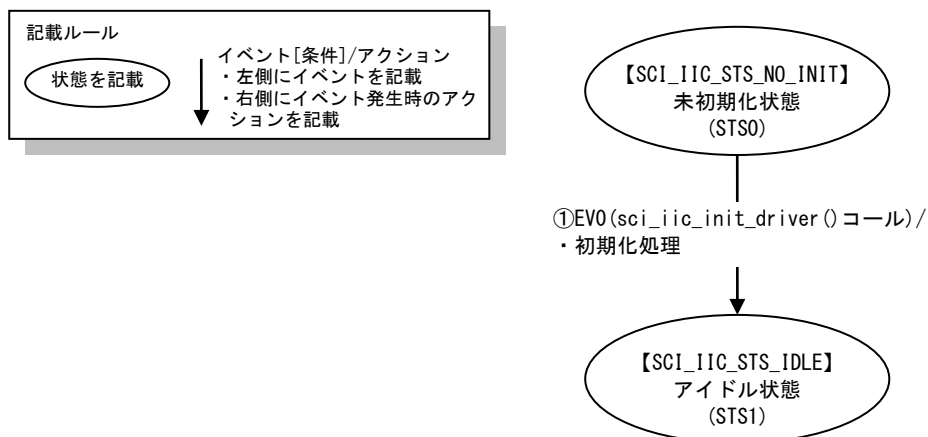 記載ルール
状態を記載
イベント[条件]/アクション
・左側にイベントを記載
・右側にイベント発生時のアク
ションを記載
【SCI_IIC_STS_NO_INIT】
未初期化状態
(STS0)
①EV0(sci_iic_init_driver()コール)/
・初期化処理
【SCI_IIC_STS_IDLE】
アイドル状態
(STS1)